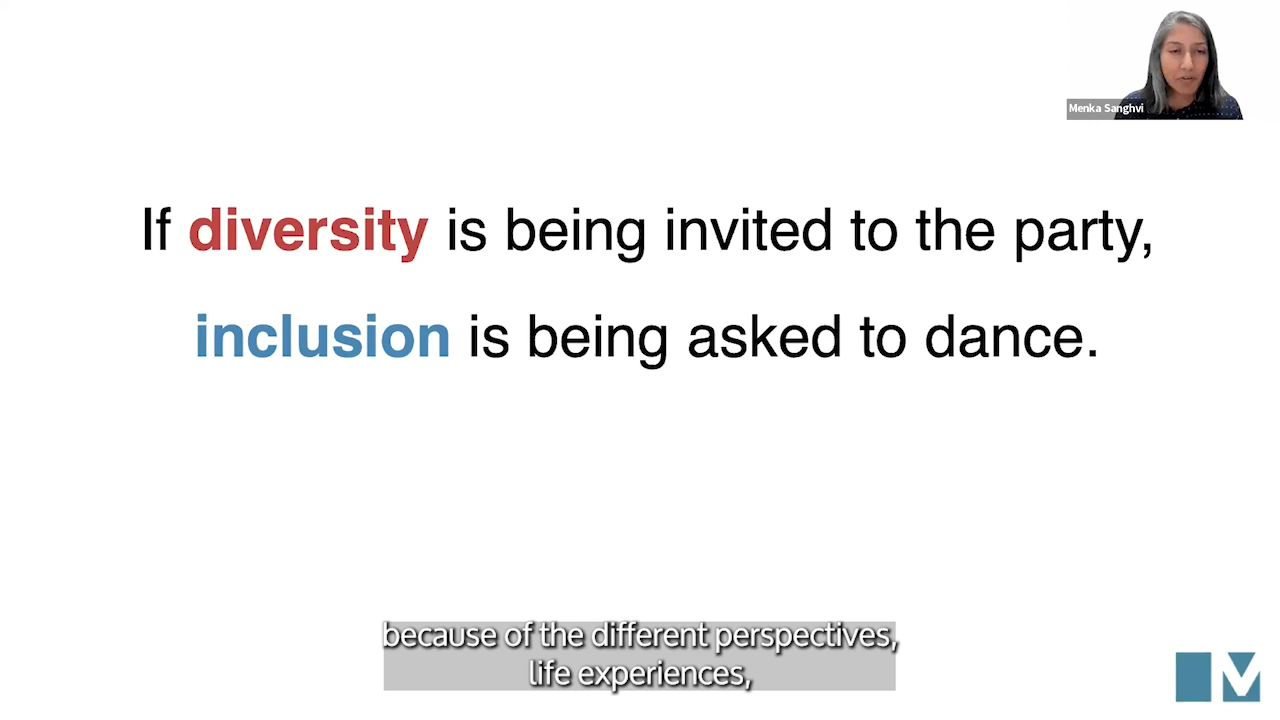 Menka Sanghvi
If diversity is being invited to the party,
inclusion is being asked to dance.
because of the different perspectives,
life experiences,